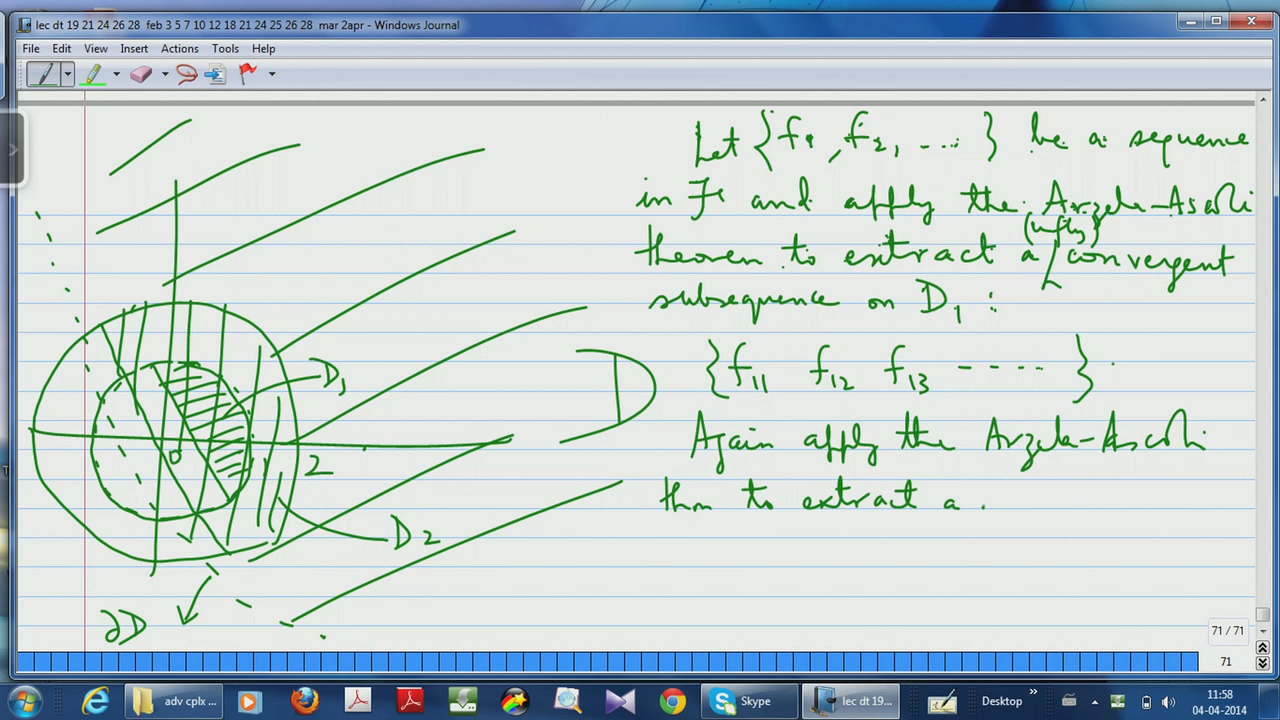 lec dt 19 21 24 26 28 feb 3 5 7 10 12 18 21 24 25 26 28 mar 2apr - Windows Journal
File Edit View Insert Actions Tools Help
Let {f1, f2, ....} be a sequence
in F and apply the Arzela-Ascoli
(unfly)
theorem to extract a convergent
subsequence on D1 :
{f11 f12 f13 ----}
Again apply the Arzela-Ascoli
thm to extract a
D1
D
0
2
D2
∂D
71 / 71
71
adv cplx ...
Skype
lec dt 19...
Desktop
11:58
04-04-2014